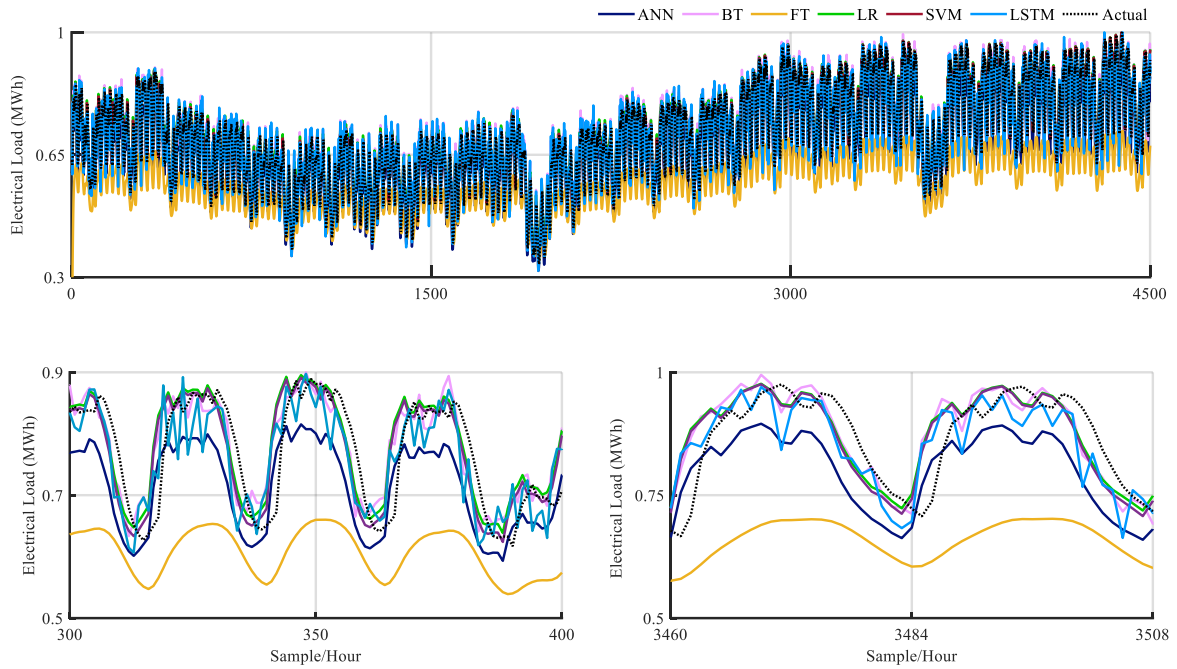 ANN BT FT LR SVM LSTM Actual
Electrical Load (MWh)
1
0.65
0.3
0 1500 3000 4500
Electrical Load (MWh)
0.9
0.7
0.5
300 350 400
Sample/Hour
Electrical Load (MWh)
1
0.75
0.5
3460 3484 3508
Sample/Hour